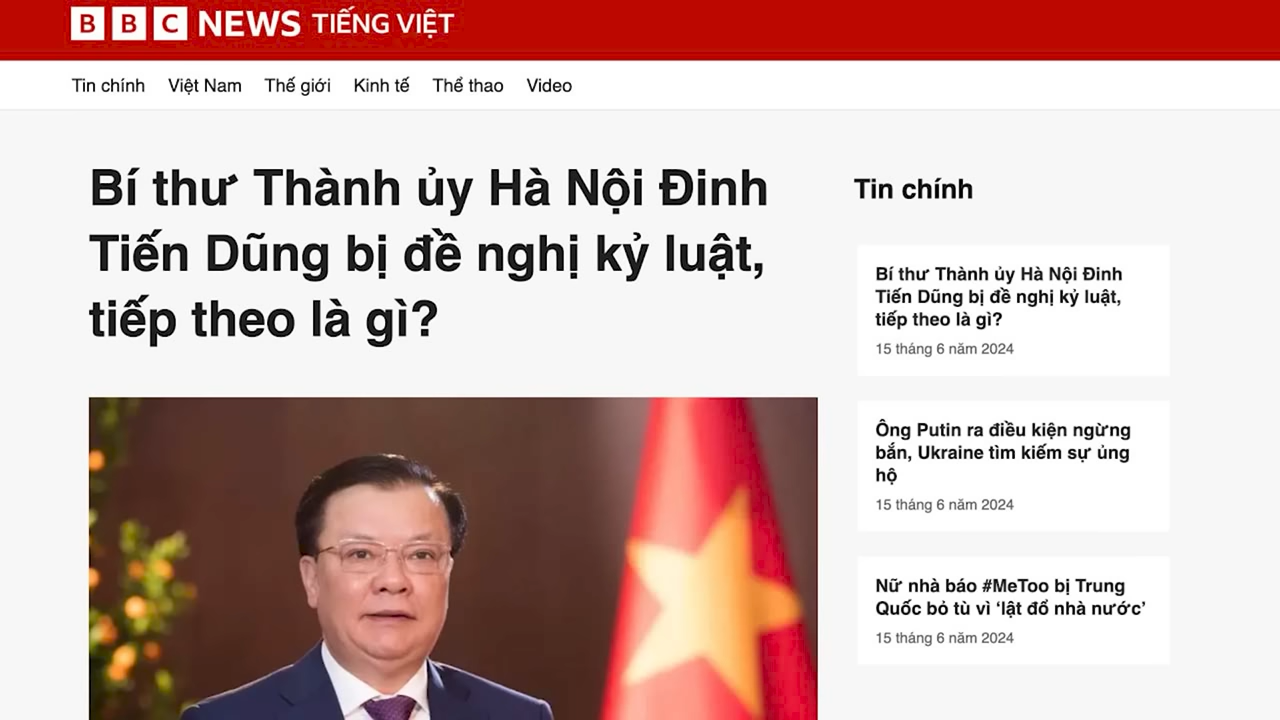 BBC NEWS TIẾNG VIỆT
Tin chính Việt Nam Thế giới Kinh tế Thể thao Video
Bí thư Thành ủy Hà Nội Đinh
Tiến Dũng bị đề nghị kỷ luật,
tiếp theo là gì?
Tin chính
Bí thư Thành ủy Hà Nội Đinh
Tiến Dũng bị đề nghị kỷ luật,
tiếp theo là gì?
15 tháng 6 năm 2024
Ông Putin ra điều kiện ngừng
bắn, Ukraine tìm kiếm sự ủng
hộ
15 tháng 6 năm 2024
Nữ nhà báo #MeToo bị Trung
Quốc bỏ tù vì ‘lật đổ nhà nước’
15 tháng 6 năm 2024